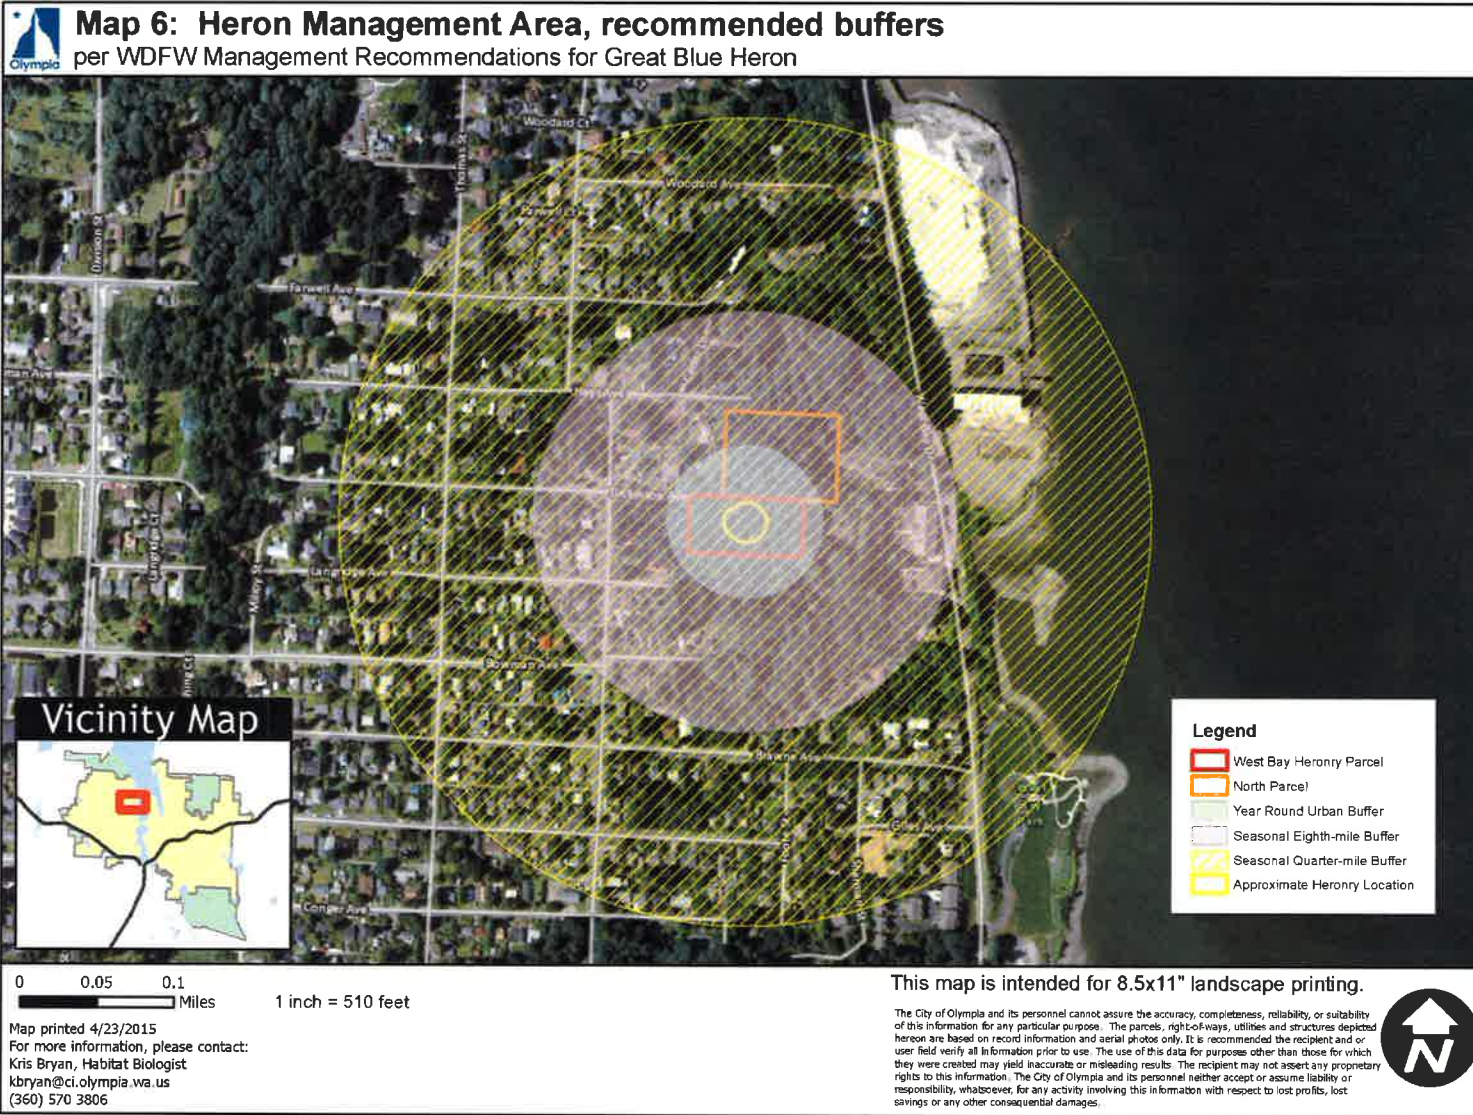 Map 6: Heron Management Area, recommended buffers
per WDFW Management Recommendations for Great Blue Heron
Olympia
Woodard Ct
Thomas St
Woodard Ave
Farwell Ct
Division St
Farwell Ave
Langridge Ct
Langridge Ave
Milroy St
Bowman Ave
Brawne Ave
Giles Ave
Conger Ave
Vicinity Map
Legend
West Bay Heronry Parcel
North Parcel
Year Round Urban Buffer
Seasonal Eighth-mile Buffer
Seasonal Quarter-mile Buffer
Approximate Heronry Location
0 0.05 0.1
Miles
1 inch = 510 feet
Map printed 4/23/2015
For more information, please contact:
Kris Bryan, Habitat Biologist
kbryan@ci.olympia.wa.us
(360) 570 3806
This map is intended for 8.5x11" landscape printing.
The City of Olympia and its personnel cannot assure the accuracy, completeness, reliability, or suitability
of this information for any particular purpose. The parcels, right-of-ways, utilities and structures depicted
hereon are based on record information and aerial photos only. It is recommended the recipient and or
user field verify all information prior to use. The use of this data for purposes other than those for which
they were created may yield inaccurate or misleading results. The recipient may not assert any proprietary
rights to this information. The City of Olympia and its personnel neither accept or assume liability or
responsibility, whatsoever, for any activity involving this information with respect to lost profits, lost
savings or any other consequential damages.
N